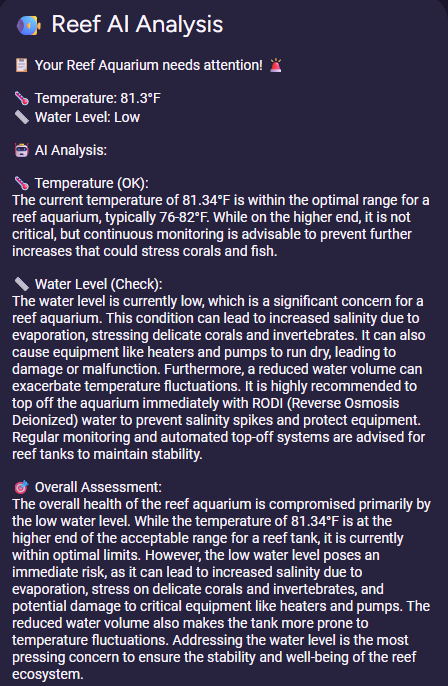 Reef AI Analysis
Your Reef Aquarium needs attention!
Temperature: 81.3°F
Water Level: Low
AI Analysis:
Temperature (OK):
The current temperature of 81.34°F is within the optimal range for a
reef aquarium, typically 76-82°F. While on the higher end, it is not
critical, but continuous monitoring is advisable to prevent further
increases that could stress corals and fish.
Water Level (Check):
The water level is currently low, which is a significant concern for a
reef aquarium. This condition can lead to increased salinity due to
evaporation, stressing delicate corals and invertebrates. It can also
cause equipment like heaters and pumps to run dry, leading to
damage or malfunction. Furthermore, a reduced water volume can
exacerbate temperature fluctuations. It is highly recommended to
top off the aquarium immediately with RODI (Reverse Osmosis
Deionized) water to prevent salinity spikes and protect equipment.
Regular monitoring and automated top-off systems are advised for
reef tanks to maintain stability.
Overall Assessment:
The overall health of the reef aquarium is compromised primarily by
the low water level. While the temperature of 81.34°F is at the
higher end of the acceptable range for a reef tank, it is currently
within optimal limits. However, the low water level poses an
immediate risk, as it can lead to increased salinity due to
evaporation, stress on delicate corals and invertebrates, and
potential damage to critical equipment like heaters and pumps. The
reduced water volume also makes the tank more prone to
temperature fluctuations. Addressing the water level is the most
pressing concern to ensure the stability and well-being of the reef
ecosystem.